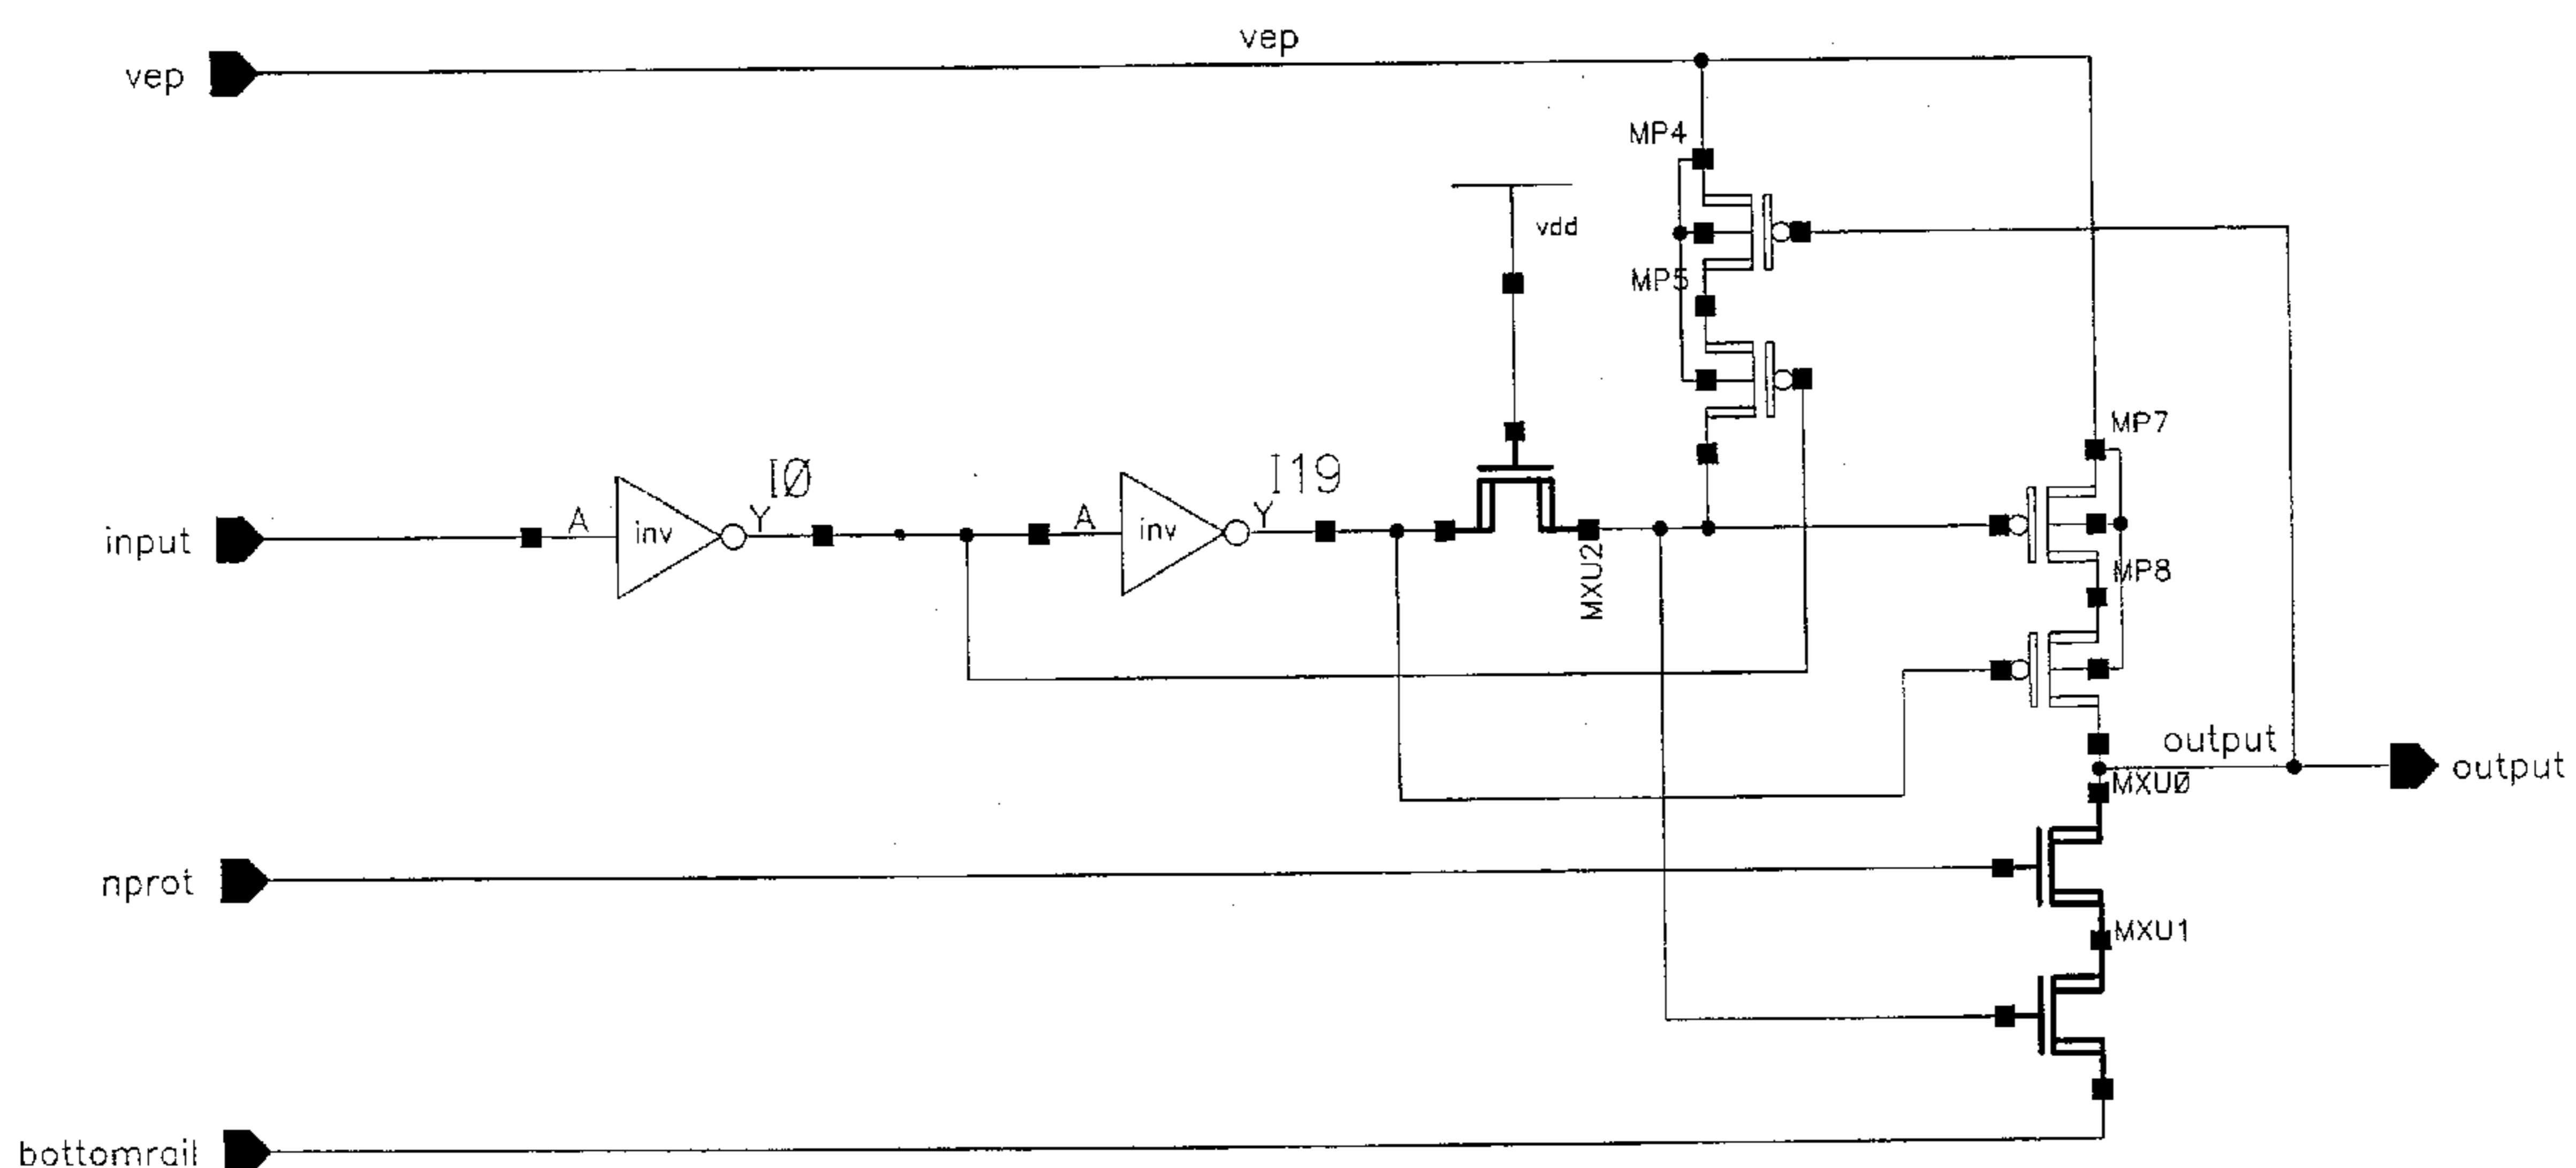 vep
vep
MP4
vdd
MP5
MP7
I0
I19
A
inv
Y
A
inv
Y
input
MP8
MXU2
output
output
MXU0
nprot
MXU1
bottomrail